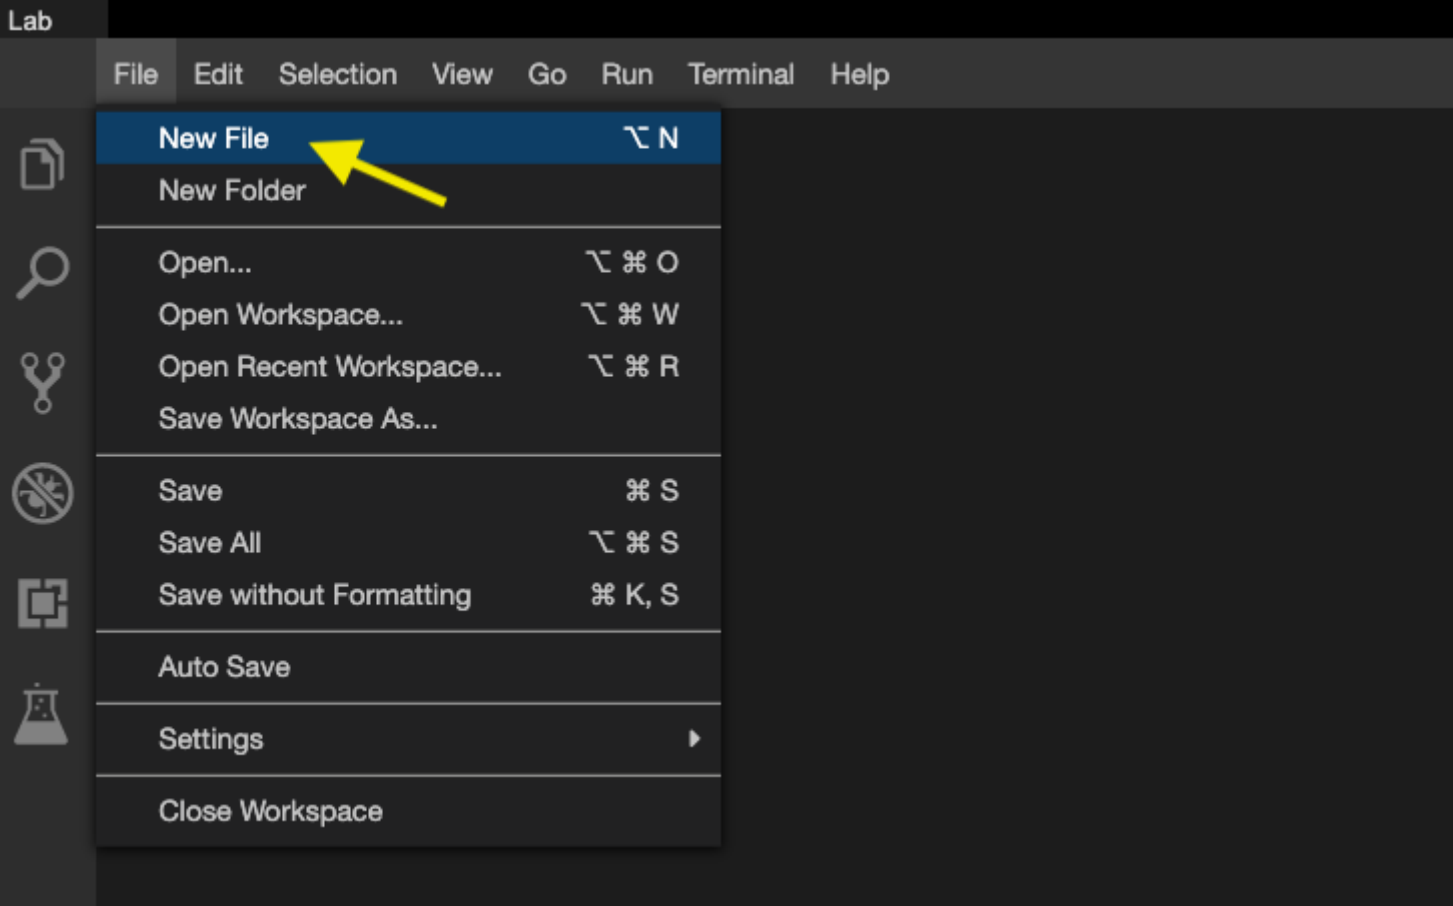 Lab
File Edit Selection View Go Run Terminal Help
New File ⌥ N
New Folder
Open... ⌥ ⌘ O
Open Workspace... ⌥ ⌘ W
Open Recent Workspace... ⌥ ⌘ R
Save Workspace As...
Save ⌘ S
Save All ⌥ ⌘ S
Save without Formatting ⌘ K, S
Auto Save
Settings
Close Workspace